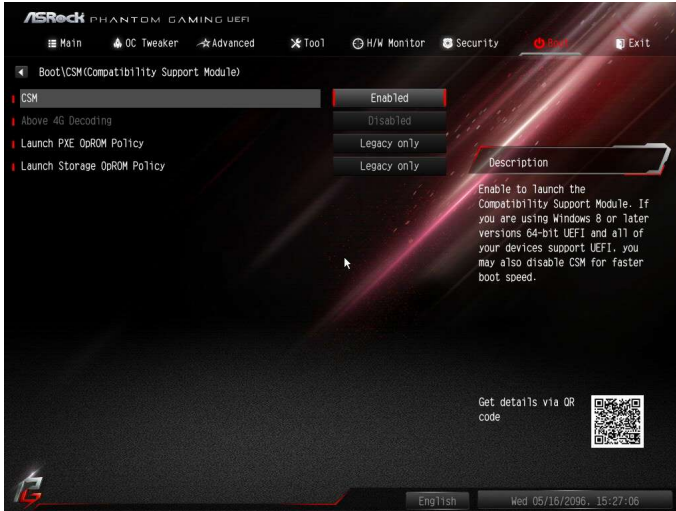 ASRock PHANTOM GAMING UEFI
Main OC Tweaker Advanced Tool H/W Monitor Security Boot Exit
Boot\CSM(Compatibility Support Module)
CSM Enabled
Above 4G Decoding Disabled
Launch PXE OpROM Policy Legacy only
Launch Storage OpROM Policy Legacy only
Description
Enable to launch the
Compatibility Support Module. If
you are using Windows 8 or later
versions 64-bit UEFI and all of
your devices support UEFI, you
may also disable CSM for faster
boot speed.
Get details via QR
code
English Wed 05/16/2096, 15:27:06